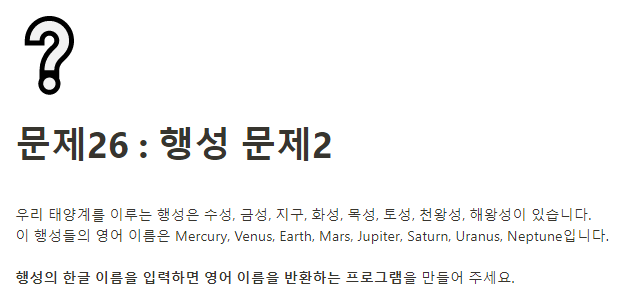 문제26 : 행성 문제2
우리 태양계를 이루는 행성은 수성, 금성, 지구, 화성, 목성, 토성, 천왕성, 해왕성이 있습니다.
이 행성들의 영어 이름은 Mercury, Venus, Earth, Mars, Jupiter, Saturn, Uranus, Neptune입니다.
행성의 한글 이름을 입력하면 영어 이름을 반환하는 프로그램을 만들어 주세요.